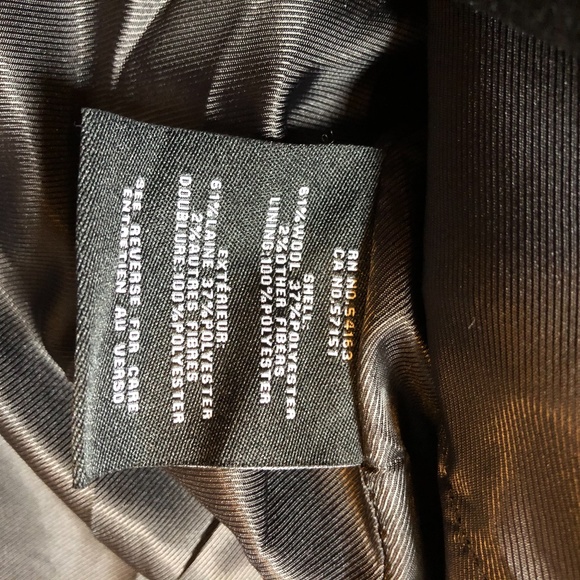 RN NO.54163
CA NO.57151
SHELL:
61%WOOL 37%POLYESTER
2%OTHER FIBRES
LINING:100%POLYESTER
EXTÉRIEUR
61%LAINE 37%POLYESTER
2%AUTRES FIBRES
DOUBLURE:100%POLYESTER
SEE REVERSE FOR CARE
ENTRETIEN AU VERSO